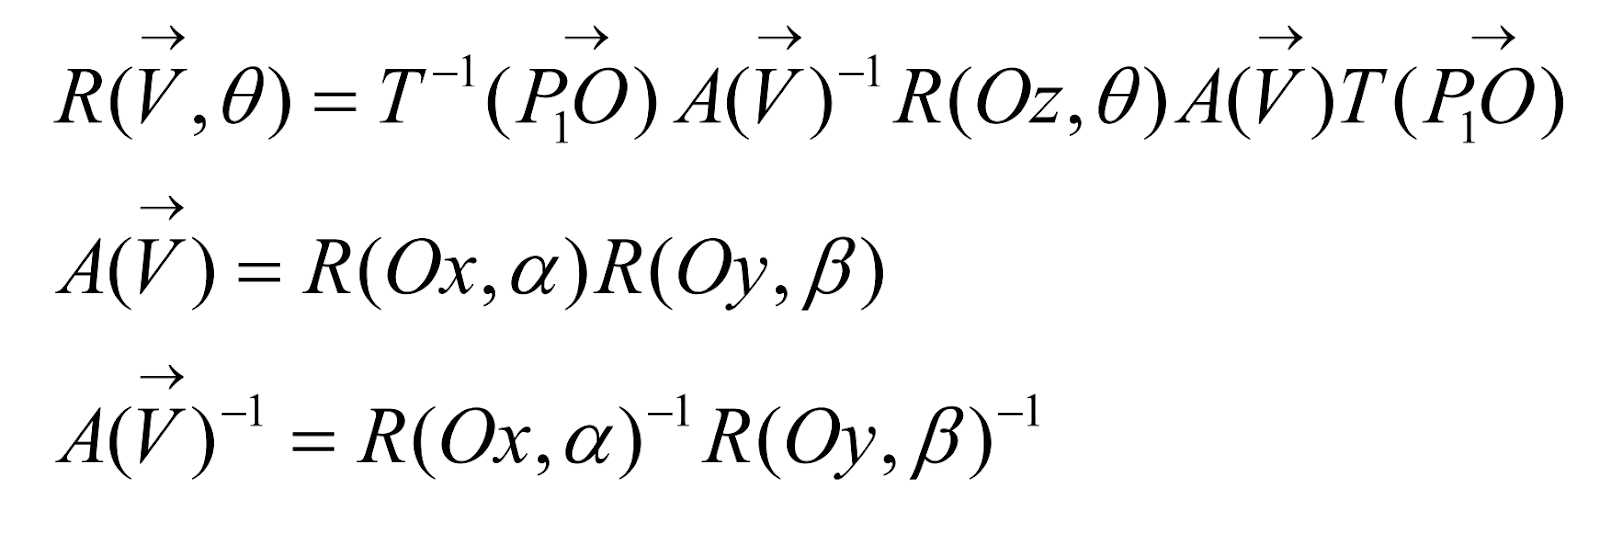 R(V⃗,θ) = T⁻¹(P₁O⃗) A(V⃗)⁻¹ R(Oz,θ)A(V⃗)T(P₁O⃗)
A(V⃗) = R(Ox,α)R(Oy,β)
A(V⃗)⁻¹ = R(Ox,α)⁻¹ R(Oy,β)⁻¹